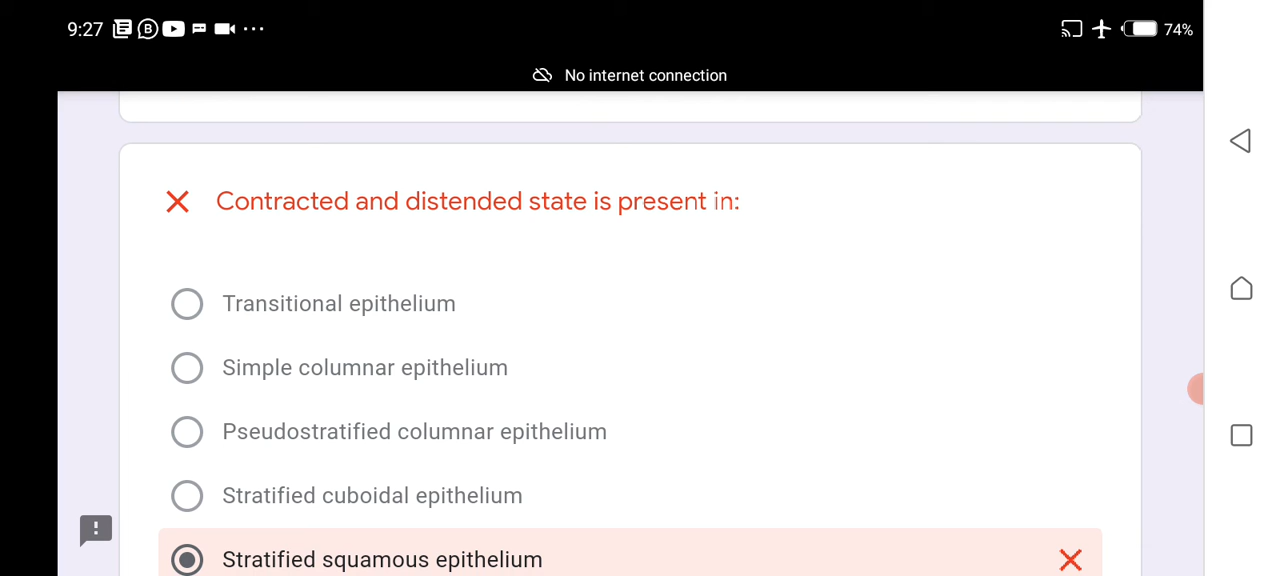 9:27 B 74%
No internet connection
Contracted and distended state is present in:
Transitional epithelium
Simple columnar epithelium
Pseudostratified columnar epithelium
Stratified cuboidal epithelium
Stratified squamous epithelium